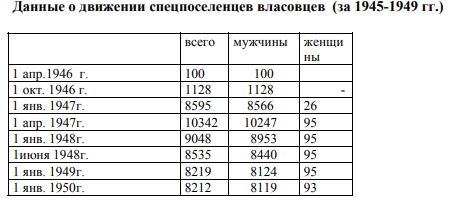 Данные о движении спецпоселенцев власовцев (за 1945-1949 гг.)
всего мужчины женщи
ны
1 апр.1946 г. 100 100
1 окт. 1946 г. 1128 1128 -
1 янв. 1947г. 8595 8566 26
1 апр. 1947г. 10342 10247 95
1 янв. 1948г. 9048 8953 95
1июня 1948г. 8535 8440 95
1 янв. 1949г. 8219 8124 95
1 янв. 1950г. 8212 8119 93